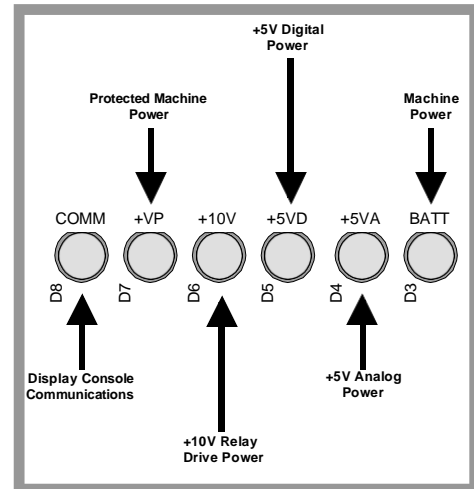 +5V Digital
Power
Protected Machine
Power
Machine
Power
COMM +VP +10V +5VD +5VA BATT
D8 D7 D6 D5 D4 D3
Display Console
Communications
+5V Analog
Power
+10V Relay
Drive Power